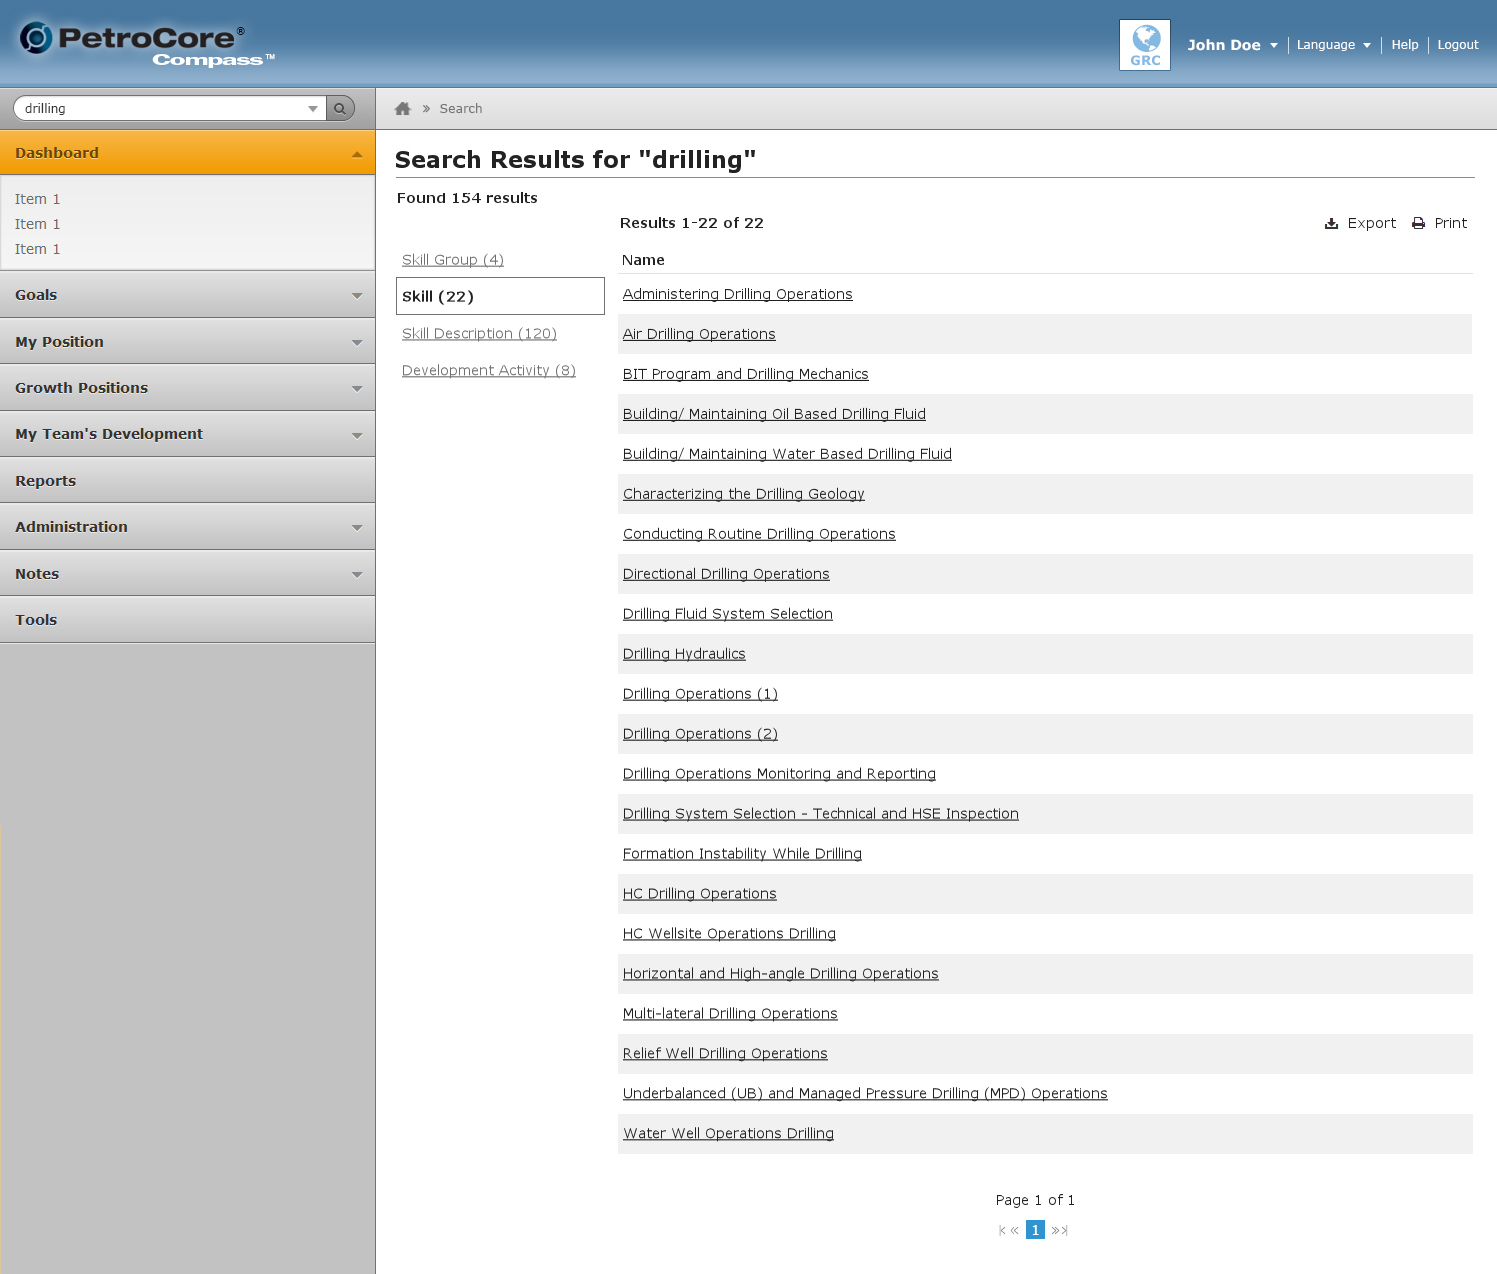 PetroCore®
Compass™
GRC
John Doe
Language
Help
Logout
drilling
» Search
Dashboard
Item 1
Item 1
Item 1
Goals
My Position
Growth Positions
My Team's Development
Reports
Administration
Notes
Tools
Search Results for "drilling"
Found 154 results
Results 1-22 of 22
Export
Print
Skill Group (4)
Skill (22)
Skill Description (120)
Development Activity (8)
Name
Administering Drilling Operations
Air Drilling Operations
BIT Program and Drilling Mechanics
Building/ Maintaining Oil Based Drilling Fluid
Building/ Maintaining Water Based Drilling Fluid
Characterizing the Drilling Geology
Conducting Routine Drilling Operations
Directional Drilling Operations
Drilling Fluid System Selection
Drilling Hydraulics
Drilling Operations (1)
Drilling Operations (2)
Drilling Operations Monitoring and Reporting
Drilling System Selection - Technical and HSE Inspection
Formation Instability While Drilling
HC Drilling Operations
HC Wellsite Operations Drilling
Horizontal and High-angle Drilling Operations
Multi-lateral Drilling Operations
Relief Well Drilling Operations
Underbalanced (UB) and Managed Pressure Drilling (MPD) Operations
Water Well Operations Drilling
Page 1 of 1
|< « 1 » >|